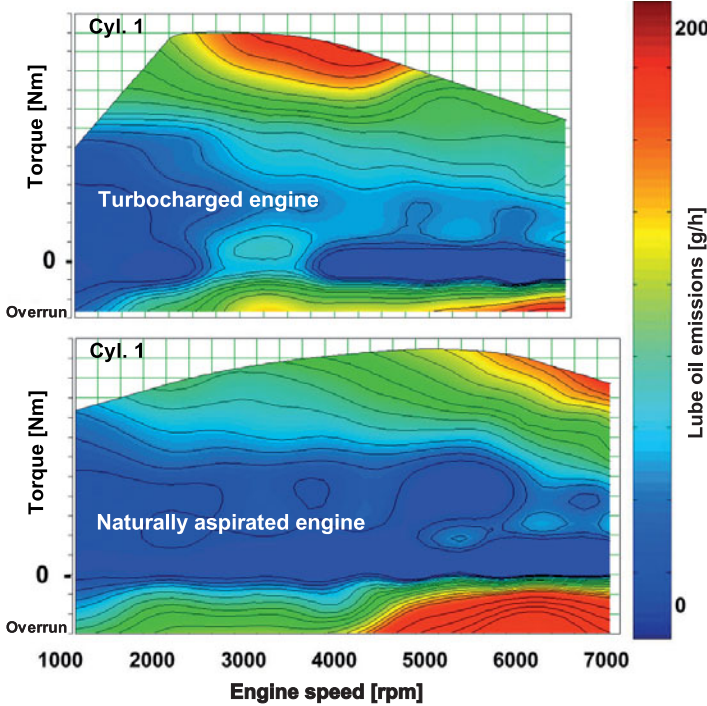 Cyl. 1
Torque [Nm]
Turbocharged engine
0
Overrun
Cyl. 1
Torque [Nm]
Naturally aspirated engine
0
Overrun
1000 2000 3000 4000 5000 6000 7000
Engine speed [rpm]
200
Lube oil emissions [g/h]
0